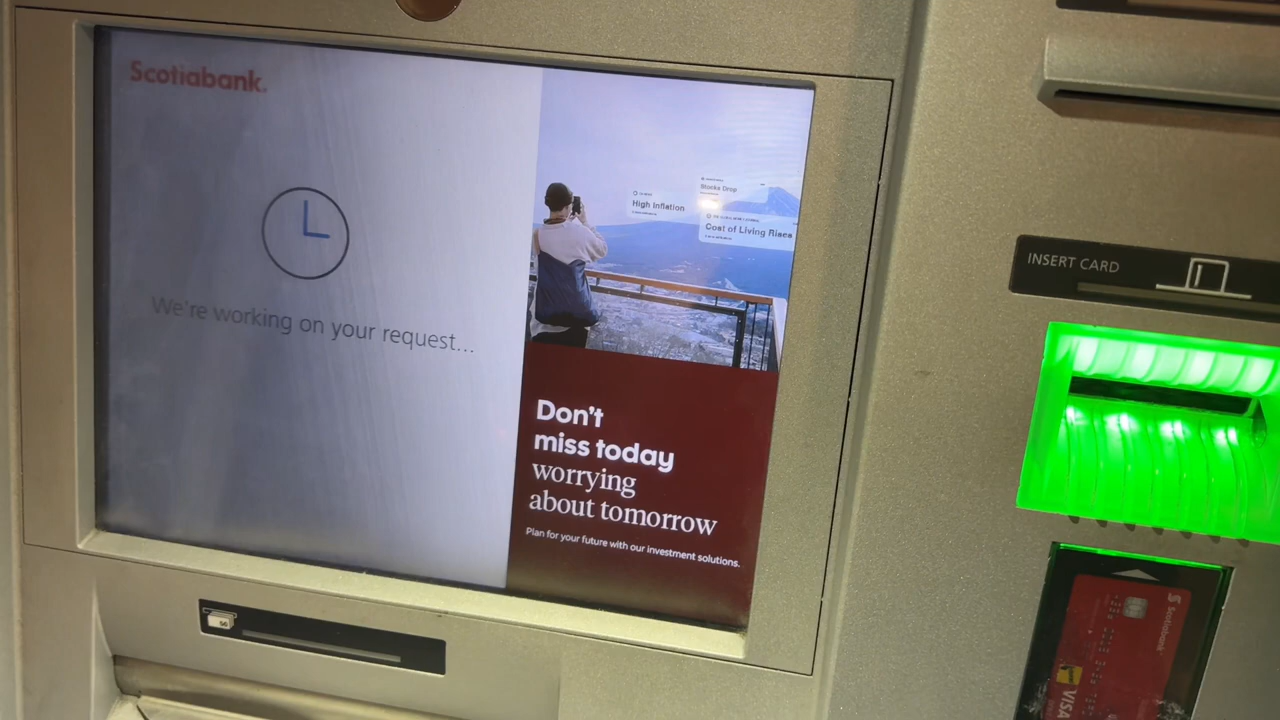 Scotiabank.
We're working on your request...
Stocks Drop
High Inflation
Cost of Living Rises
Don't
miss today
worrying
about tomorrow
Plan for your future with our investment solutions.
INSERT CARD
50
Scotiabank
VISA